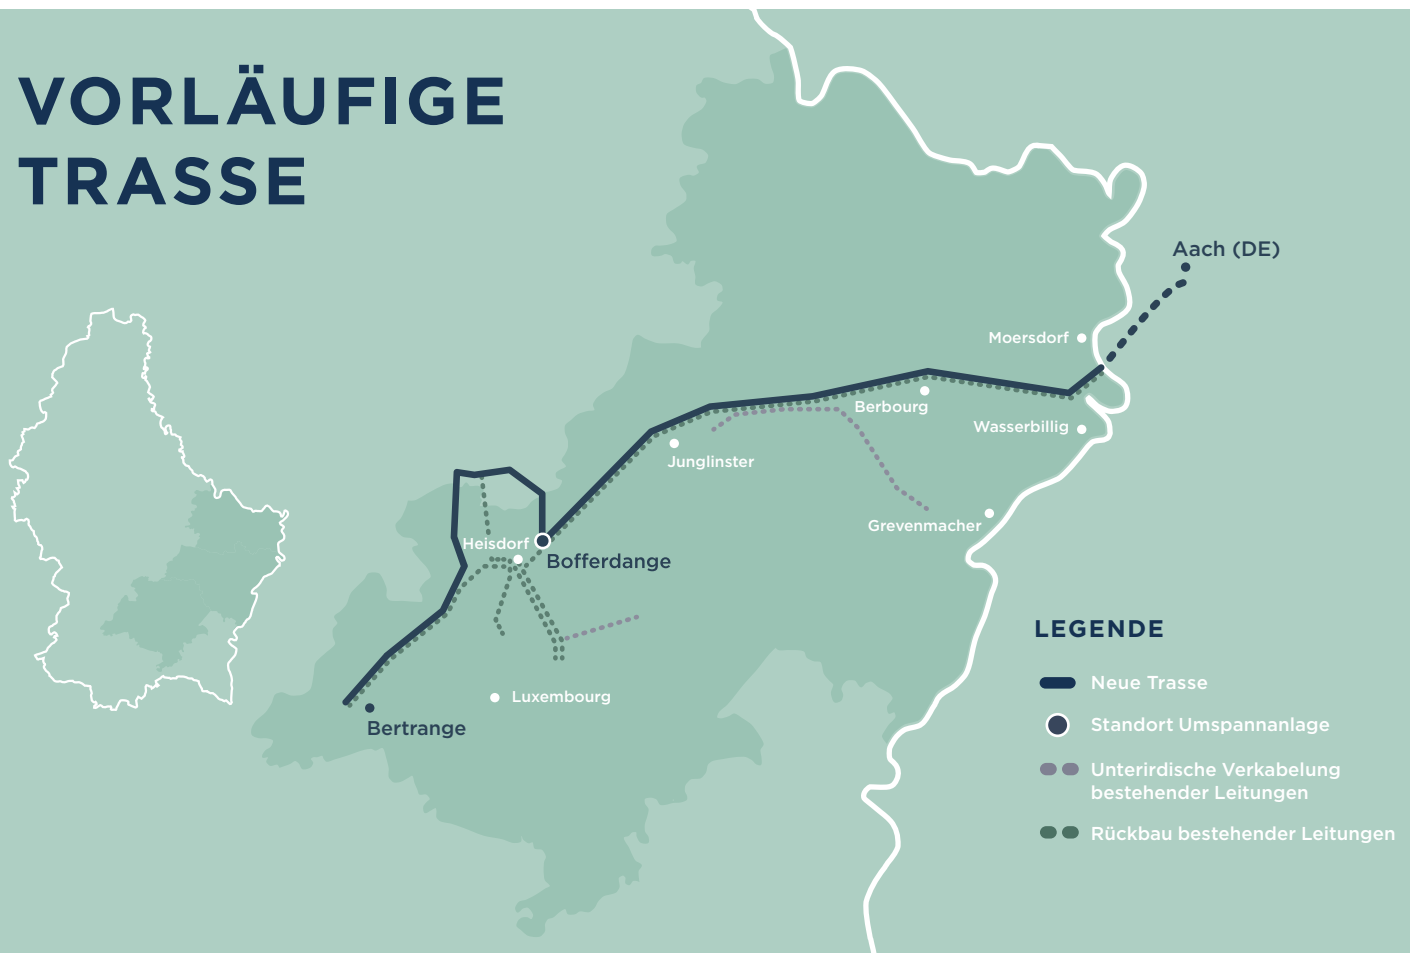 VORLÄUFIGE
TRASSE
Aach (DE)
Moersdorf
Berbourg
Wasserbillig
Junglinster
Grevenmacher
Heisdorf
Bofferdange
Luxembourg
Bertrange
LEGENDE
Neue Trasse
Standort Umspannanlage
Unterirdische Verkabelung
bestehender Leitungen
Rückbau bestehender Leitungen